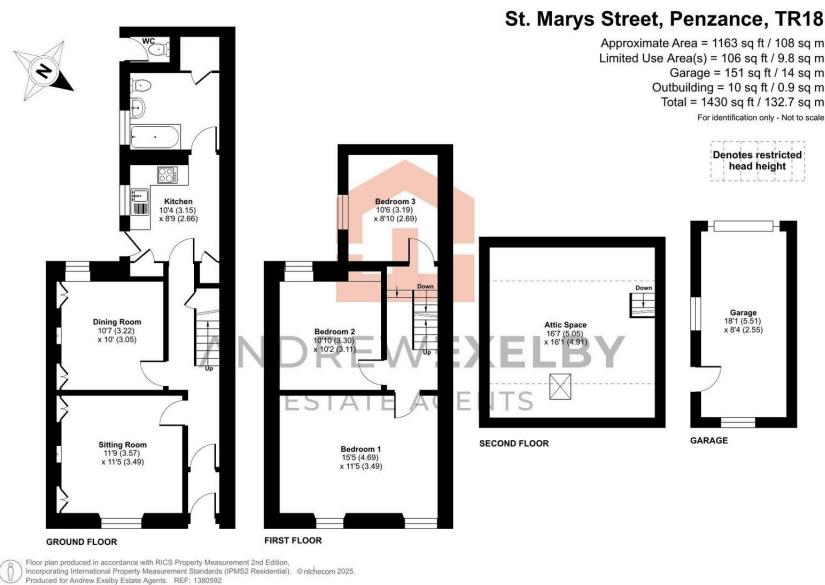 St. Marys Street, Penzance, TR18
Approximate Area = 1163 sq ft / 108 sq m
Limited Use Area(s) = 106 sq ft / 9.8 sq m
Garage = 151 sq ft / 14 sq m
Outbuilding = 10 sq ft / 0.9 sq m
Total = 1430 sq ft / 132.7 sq m
For identification only - Not to scale
Denotes restricted
head height
N
WC
Kitchen
10'4 (3.15)
x 8'9 (2.66)
Dining Room
10'7 (3.22)
x 10' (3.05)
Up
Sitting Room
11'9 (3.57)
x 11'5 (3.49)
GROUND FLOOR
Bedroom 3
10'6 (3.19)
x 8'10 (2.69)
Down
Bedroom 2
10'10 (3.30)
x 10'2 (3.11)
Up
Bedroom 1
15'5 (4.69)
x 11'5 (3.49)
FIRST FLOOR
Down
Attic Space
16'7 (5.05)
x 16'1 (4.91)
SECOND FLOOR
Garage
18'1 (5.51)
x 8'4 (2.55)
GARAGE
ANDREW EXELBY
ESTATE AGENTS
Floor plan produced in accordance with RICS Property Measurement 2nd Edition,
Incorporating International Property Measurement Standards (IPMS2 Residential). © nichecom 2025.
Produced for Andrew Exelby Estate Agents. REF: 1380592